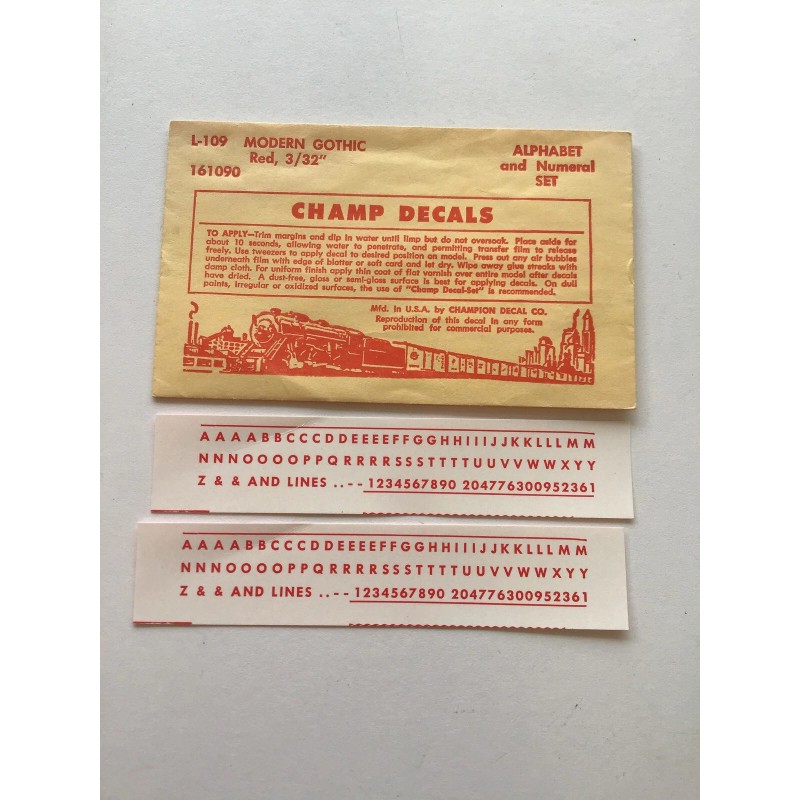 L-109 MODERN GOTHIC
Red, 3/32"
161090
ALPHABET
and Numeral
SET
CHAMP DECALS
TO APPLY—Trim margins and dip in water until limp but do not oversoak. Place aside for
about 10 seconds, allowing water to penetrate, and permitting transfer film to release
freely. Use tweezers to apply decal to desired position on model. Press out any air bubbles
underneath film with edge of blotter or soft card and let dry. Wipe away glue streaks with
damp cloth. For uniform finish apply thin coat of flat varnish over entire model after decals
have dried. A dust-free, gloss or semi-gloss surface is best for applying decals. On dull
paints, irregular or oxidized surfaces, the use of "Champ Decal-Set" is recommended.
Mfd. in U.S.A. by CHAMPION DECAL CO.
Reproduction of this decal in any form
prohibited for commercial purposes.
AAAABBCCCDDEEEEFFGGHHIIIJJKKLLLMM
NNNOOOOPPQRRRRSSSTTTTUUVVWWXYY
Z & & AND LINES ..-- 1234567890 204776300952361
AAAABBCCCDDEEEEFFGGHHIIIJJKKLLLMM
NNNOOOOPPQRRRRSSSTTTTUUVVWWXYY
Z & & AND LINES ..-- 1234567890 204776300952361